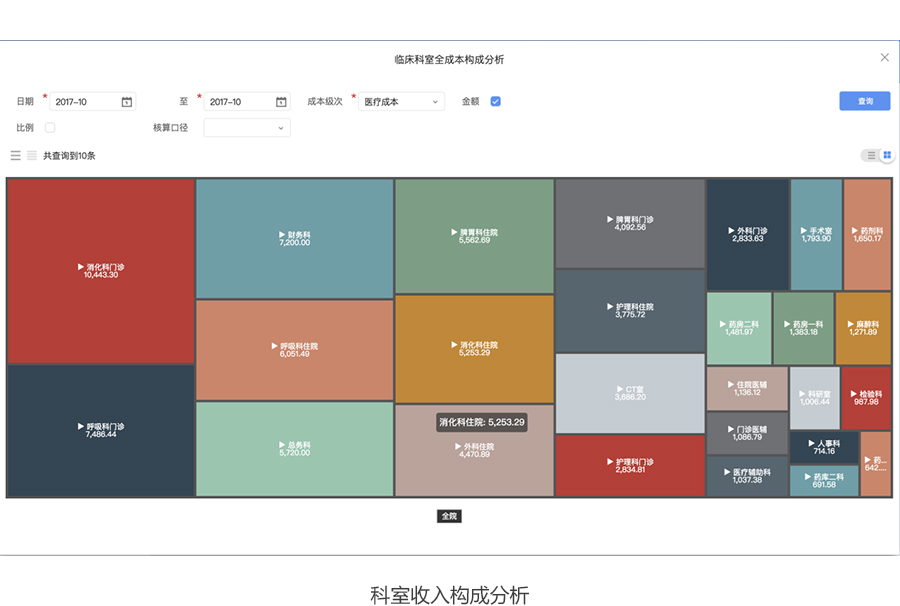 临床科室全成本构成分析
日期 * 2017-10 至 * 2017-10 成本级次 * 医疗成本 金额 查询
比例 核算口径
共查询到10条
消化科门诊
10,443.30
呼吸科门诊
7,486.44
财务科
7,200.00
呼吸科住院
6,051.49
总务科
5,720.00
脾胃科住院
5,562.69
消化科住院
5,253.29
消化科住院: 5,253.29
外科住院
4,470.89
脾胃科门诊
4,092.56
护理科住院
3,775.72
CT室
3,686.20
护理科门诊
2,834.81
外科门诊
2,833.63
手术室
1,793.90
药剂科
1,650.17
药房二科
1,481.97
药房一科
1,383.18
麻醉科
1,271.89
住院医辅
1,136.12
门诊医辅
1,086.79
医疗辅助科
1,037.38
科研室
1,006.44
检验科
987.98
人事科
714.16
药库二科
691.58
药...
642....
全院
科室收入构成分析